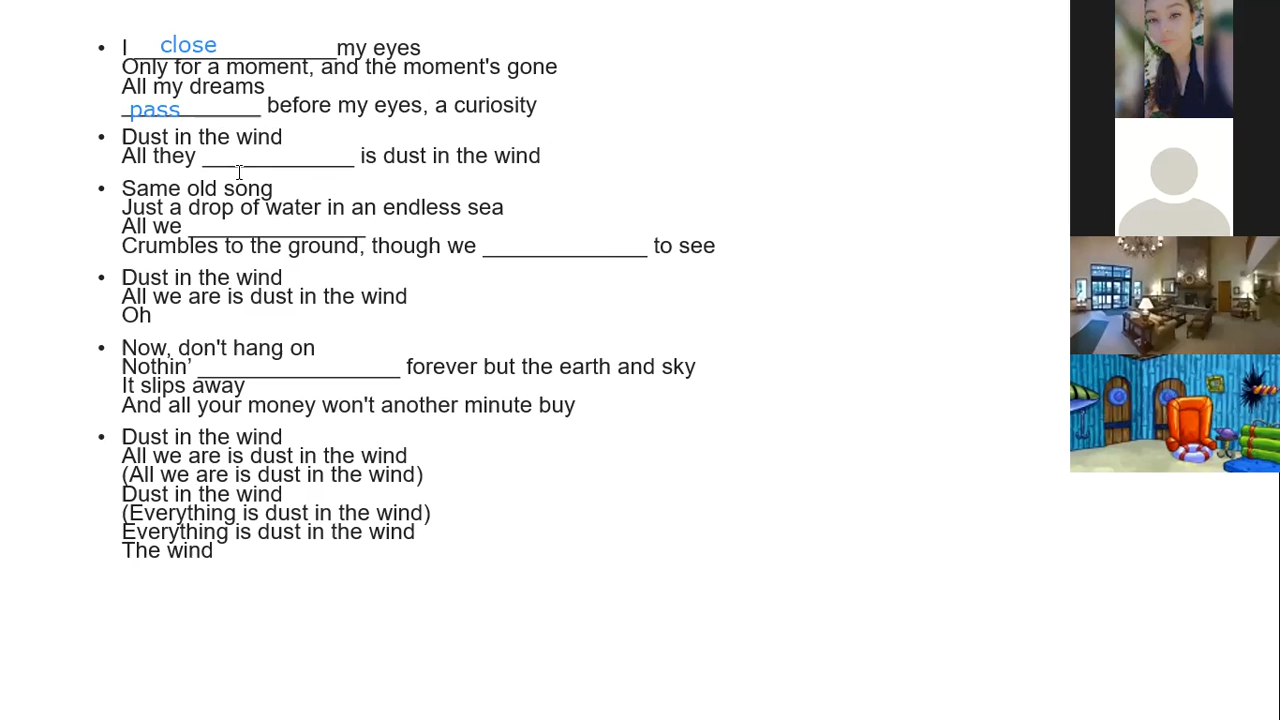 • I close _________________ my eyes
Only for a moment, and the moment's gone
All my dreams
pass ____________ before my eyes, a curiosity
• Dust in the wind
All they _____________ is dust in the wind
• Same old song
Just a drop of water in an endless sea
All we _______________
Crumbles to the ground, though we ______________ to see
• Dust in the wind
All we are is dust in the wind
Oh
• Now, don't hang on
Nothin’ _________________ forever but the earth and sky
It slips away
And all your money won't another minute buy
• Dust in the wind
All we are is dust in the wind
(All we are is dust in the wind)
Dust in the wind
(Everything is dust in the wind)
Everything is dust in the wind
The wind